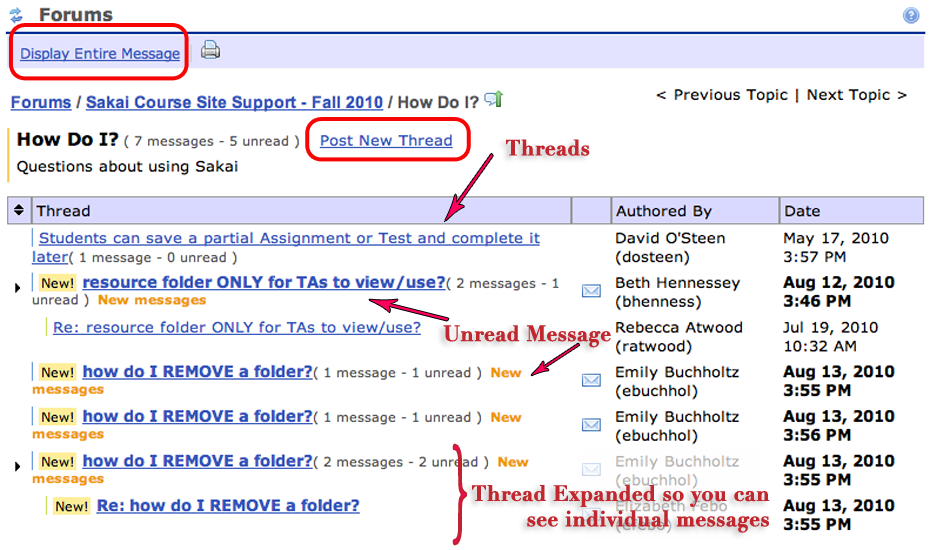 Forums
Display Entire Message
Forums / Sakai Course Site Support - Fall 2010 / How Do I?
< Previous Topic | Next Topic >
How Do I? ( 7 messages - 5 unread ) Post New Thread
Questions about using Sakai
Threads
Thread Authored By Date
Students can save a partial Assignment or Test and complete it David O'Steen May 17, 2010
later( 1 message - 0 unread ) (dosteen) 3:57 PM
New! resource folder ONLY for TAs to view/use?( 2 messages - 1 Beth Hennessey Aug 12, 2010
unread ) New messages (bhenness) 3:46 PM
Re: resource folder ONLY for TAs to view/use? Rebecca Atwood Jul 19, 2010
Unread Message
(ratwood) 10:32 AM
New! how do I REMOVE a folder?( 1 message - 1 unread ) New Emily Buchholtz Aug 13, 2010
messages (ebuchhol) 3:55 PM
New! how do I REMOVE a folder?( 1 message - 1 unread ) New Emily Buchholtz Aug 13, 2010
messages (ebuchhol) 3:56 PM
New! how do I REMOVE a folder?( 2 messages - 2 unread ) New Emily Buchholtz Aug 13, 2010
messages (ebuchhol) 3:55 PM
Thread Expanded so you can
see individual messages
New! Re: how do I REMOVE a folder? Elizabeth Febo Aug 13, 2010
3:55 PM